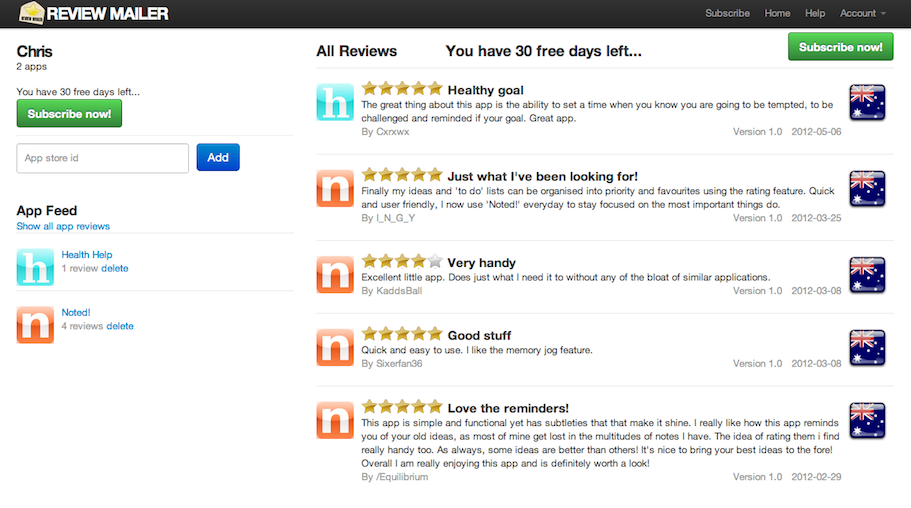 REVIEW MAILER
REVIEW MAILER
Subscribe Home Help Account
Chris
2 apps
You have 30 free days left...
Subscribe now!
App store id
Add
App Feed
Show all app reviews
h
Health Help
1 review delete
n
Noted!
4 reviews delete
All Reviews
You have 30 free days left...
Subscribe now!
h
Healthy goal
The great thing about this app is the ability to set a time when you know you are going to be tempted, to be
challenged and reminded if your goal. Great app.
By Cxrxwx
Version 1.0 2012-05-06
n
Just what I've been looking for!
Finally my ideas and 'to do' lists can be organised into priority and favourites using the rating feature. Quick
and user friendly, I now use 'Noted!' everyday to stay focused on the most important things do.
By I_N_G_Y
Version 1.0 2012-03-25
n
Very handy
Excellent little app. Does just what I need it to without any of the bloat of similar applications.
By KaddsBall
Version 1.0 2012-03-08
n
Good stuff
Quick and easy to use. I like the memory jog feature.
By Sixerfan36
Version 1.0 2012-03-08
n
Love the reminders!
This app is simple and functional yet has subtleties that that make it shine. I really like how this app reminds
you of your old ideas, as most of mine get lost in the multitudes of notes I have. The idea of rating them i find
really handy too. As always, some ideas are better than others! It's nice to bring your best ideas to the fore!
Overall I am really enjoying this app and is definitely worth a look!
By /Equilibrium
Version 1.0 2012-02-29